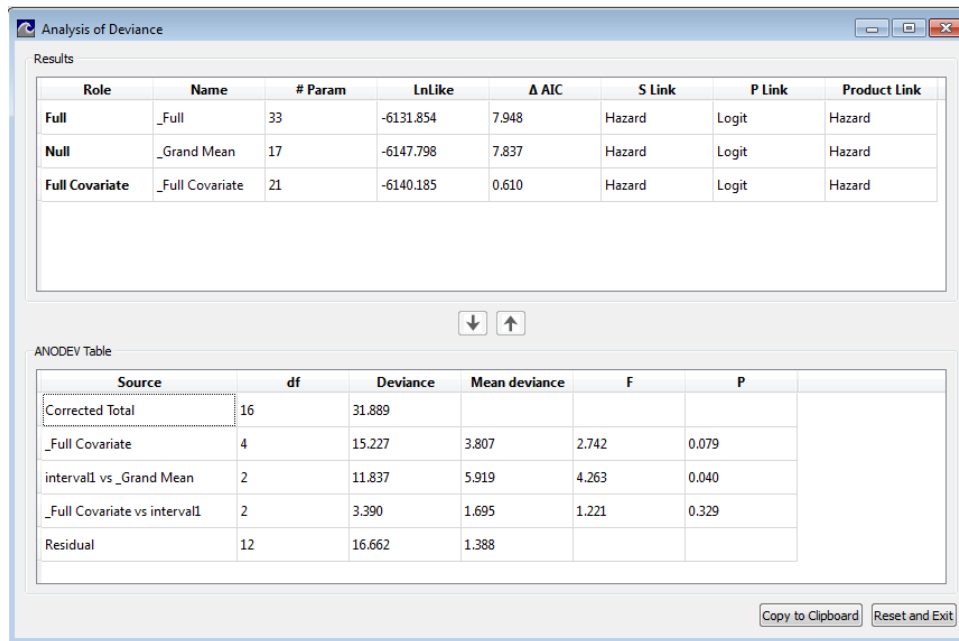 Analysis of Deviance
Results
Role Name # Param LnLike Δ AIC S Link P Link Product Link
Full _Full 33 -6131.854 7.948 Hazard Logit Hazard
Null _Grand Mean 17 -6147.798 7.837 Hazard Logit Hazard
Full Covariate _Full Covariate 21 -6140.185 0.610 Hazard Logit Hazard
ANODEV Table
Source df Deviance Mean deviance F P
Corrected Total 16 31.889
_Full Covariate 4 15.227 3.807 2.742 0.079
interval1 vs _Grand Mean 2 11.837 5.919 4.263 0.040
_Full Covariate vs interval1 2 3.390 1.695 1.221 0.329
Residual 12 16.662 1.388
Copy to Clipboard Reset and Exit